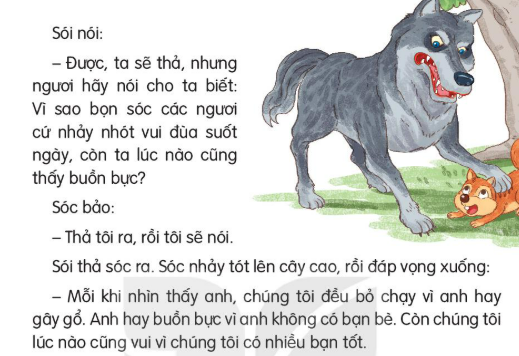 Sói nói:
– Được, ta sẽ thả, nhưng
ngươi hãy nói cho ta biết:
Vì sao bọn sóc các ngươi
cứ nhảy nhót vui đùa suốt
ngày, còn ta lúc nào cũng
thấy buồn bực?
Sóc bảo:
– Thả tôi ra, rồi tôi sẽ nói.
Sói thả sóc ra. Sóc nhảy tót lên cây cao, rồi đáp vọng xuống:
– Mỗi khi nhìn thấy anh, chúng tôi đều bỏ chạy vì anh hay
gây gổ. Anh hay buồn bực vì anh không có bạn bè. Còn chúng tôi
lúc nào cũng vui vì chúng tôi có nhiều bạn tốt.